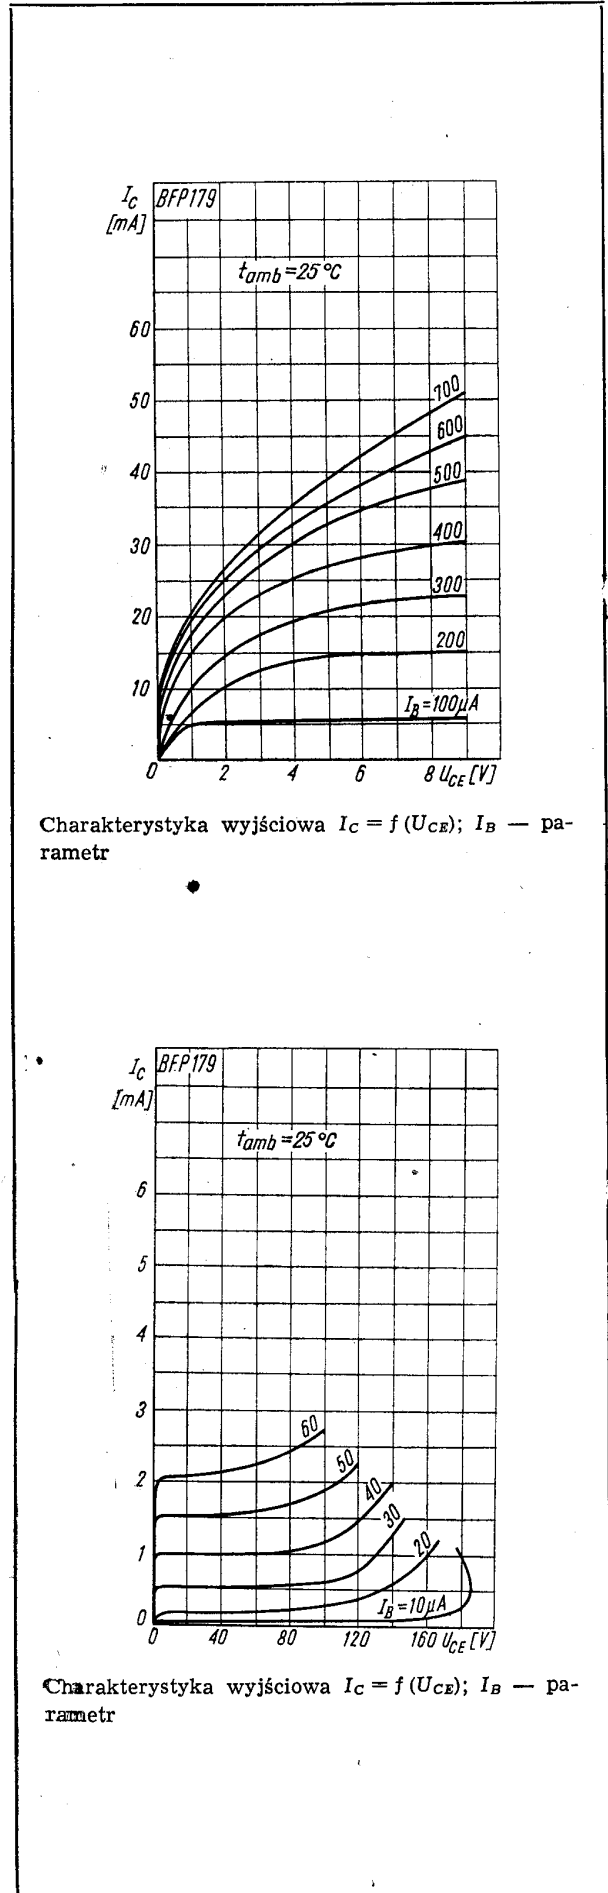 I_C BFP179
[mA]
t_amb=25°C
60
50
40
30
20
10
700
600
500
400
300
200
I_B=100µA
0 2 4 6 8 U_CE [V]
Charakterystyka wyjściowa I_C = f (U_CE); I_B — pa-
rametr
I_C BFP179
[mA]
t_amb=25°C
6
5
4
3
2
1
0
60
50
40
30
20
I_B=10µA
0 40 80 120 160 U_CE [V]
Charakterystyka wyjściowa I_C = f (U_CE); I_B — pa-
rametr